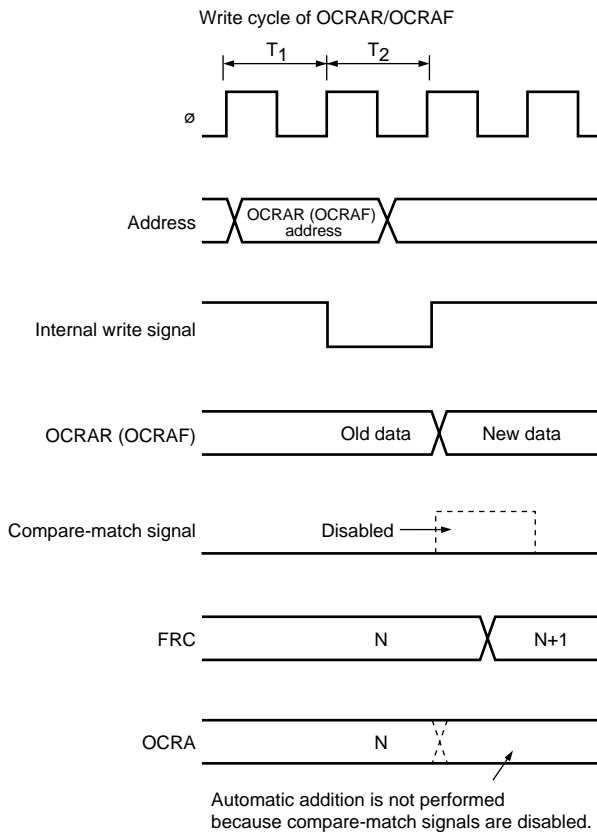 Write cycle of OCRAR/OCRAF
T1 T2
ø
Address
OCRAR (OCRAF)
address
Internal write signal
OCRAR (OCRAF)
Old data
New data
Compare-match signal
Disabled
FRC
N
N+1
OCRA
N
Automatic addition is not performed
because compare-match signals are disabled.